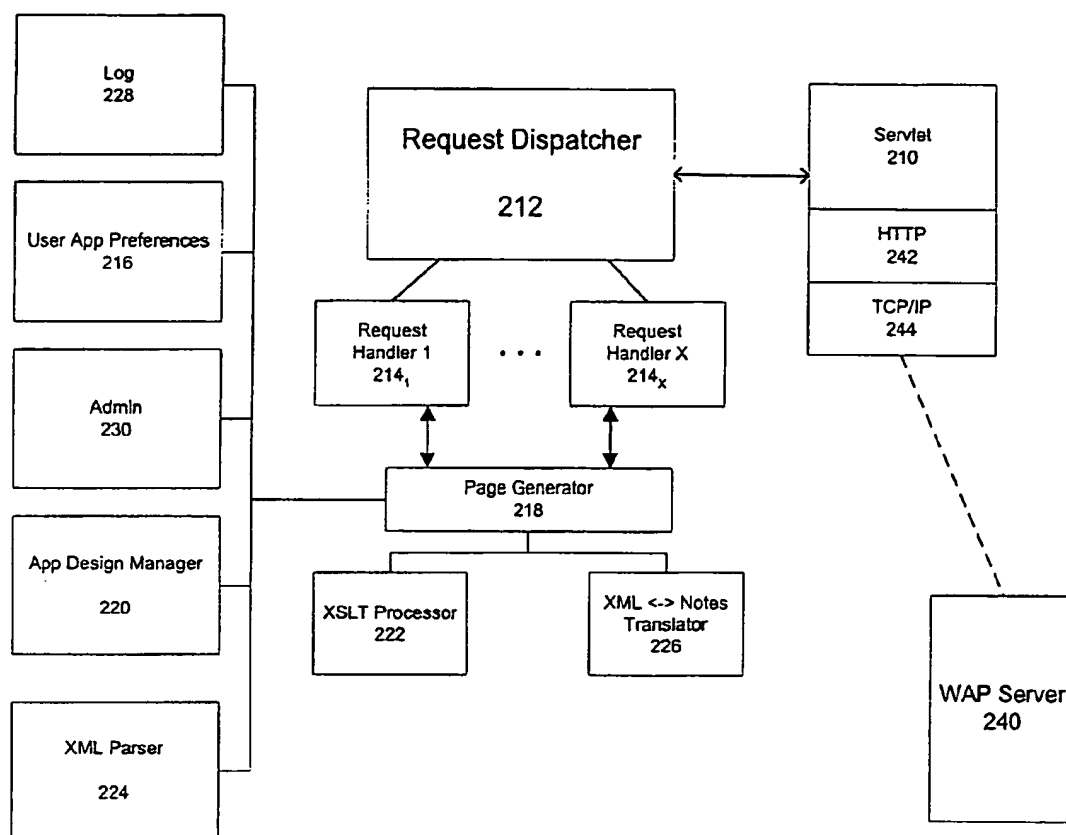 Log
228
User App Preferences
216
Admin
230
App Design Manager
220
XML Parser
224
Request Dispatcher
212
Request
Handler 1
214₁
. . .
Request
Handler X
214ₓ
Page Generator
218
XSLT Processor
222
XML <-> Notes
Translator
226
Servlet
210
HTTP
242
TCP/IP
244
WAP Server
240